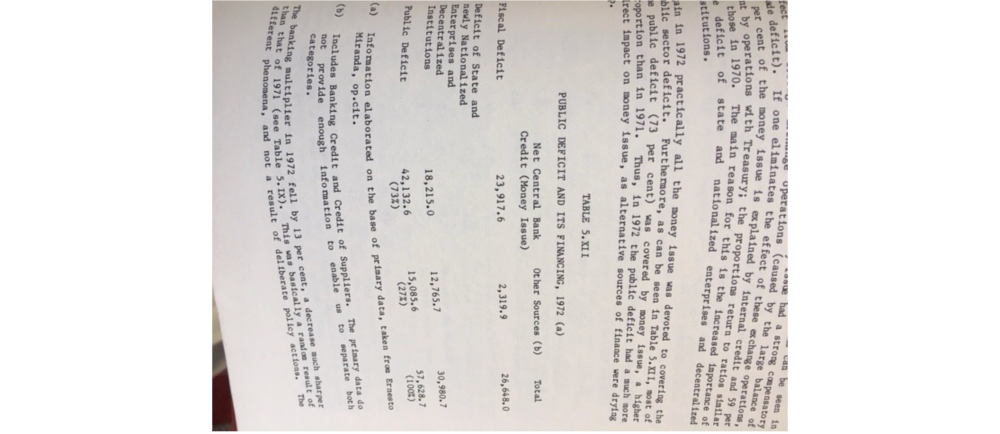 operations
issue had a strong compensatory
can be seen in
ade deficit). If one eliminates the effect (caused by the large balance of
per cent of the money issue is explained by internal credit and 59 per
nt by operations with Treasury; the proportions return to ratios similar
those in 1970. The main reason for this is the increased importance of
e deficit of state and nationalized enterprises and decentralized
stitutions.
ain in 1972 practically all the money issue was devoted to covering the
blic sector deficit. Furthermore, as can be seen in Table 5.XII, most of
e public deficit (73 per cent) was covered by money issue, a higher
oportion than in 1971. Thus, in 1972 the public deficit had a much more
irect impact on money issue, as alternative sources of finance were drying
p.
TABLE 5.XII
PUBLIC DEFICIT AND ITS FINANCING, 1972 (a)
Net Central Bank Other Sources (b) Total
Credit (Money Issue)
Fiscal Deficit 23,917.6 2,319.9 26,648.0
Deficit of State and
newly Nationalized
Enterprises and
Decentralized
Institutions 18,215.0 12,765.7 30,980.7
Public Deficit 42,132.6 15,085.6 57,628.7
(73%) (27%) (100%)
(a) Information elaborated on the base of primary data, taken from Ernesto
Miranda, op.cit.
(b) Includes Banking Credit and Credit of Suppliers. The primary data do
not provide enough information to enable us to separate both
categories.
The banking multiplier in 1972 fell by 13 per cent, a decrease much sharper
than that of 1971 (see Table 5.IX). This was basically a random result of
different phenomena, and not a result of deliberate policy actions. The